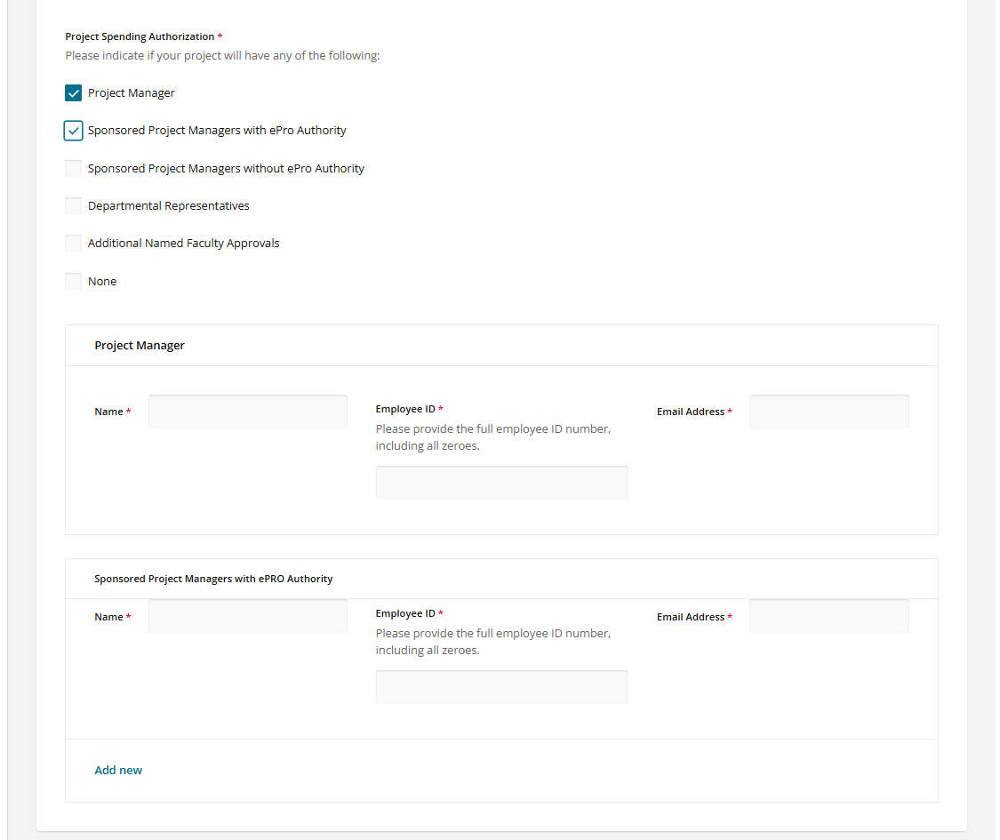 Project Spending Authorization *
Please indicate if your project will have any of the following:
Project Manager
Sponsored Project Managers with ePro Authority
Sponsored Project Managers without ePro Authority
Departmental Representatives
Additional Named Faculty Approvals
None
Project Manager
Name *
Employee ID *
Please provide the full employee ID number,
including all zeroes.
Email Address *
Sponsored Project Managers with ePRO Authority
Name *
Employee ID *
Please provide the full employee ID number,
including all zeroes.
Email Address *
Add new